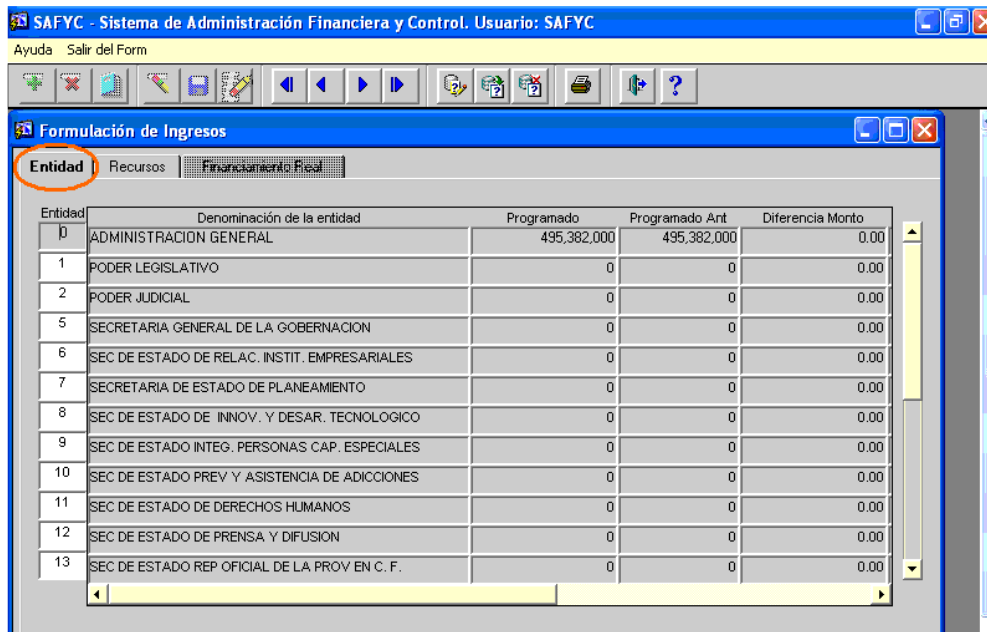 SAFYC - Sistema de Administración Financiera y Control. Usuario: SAFYC
Ayuda Salir del Form
Formulación de Ingresos
Entidad Recursos Financiamiento Real
Entidad Denominación de la entidad Programado Programado Ant Diferencia Monto
0 ADMINISTRACION GENERAL 495,382,000 495,382,000 0.00
1 PODER LEGISLATIVO 0 0 0.00
2 PODER JUDICIAL 0 0 0.00
5 SECRETARIA GENERAL DE LA GOBERNACION 0 0 0.00
6 SEC DE ESTADO DE RELAC. INSTIT. EMPRESARIALES 0 0 0.00
7 SECRETARIA DE ESTADO DE PLANEAMIENTO 0 0 0.00
8 SEC DE ESTADO DE INNOV. Y DESAR. TECNOLOGICO 0 0 0.00
9 SEC DE ESTADO INTEG. PERSONAS CAP. ESPECIALES 0 0 0.00
10 SEC DE ESTADO PREV Y ASISTENCIA DE ADICCIONES 0 0 0.00
11 SEC DE ESTADO DE DERECHOS HUMANOS 0 0 0.00
12 SEC DE ESTADO DE PRENSA Y DIFUSION 0 0 0.00
13 SEC DE ESTADO REP OFICIAL DE LA PROV EN C. F. 0 0 0.00